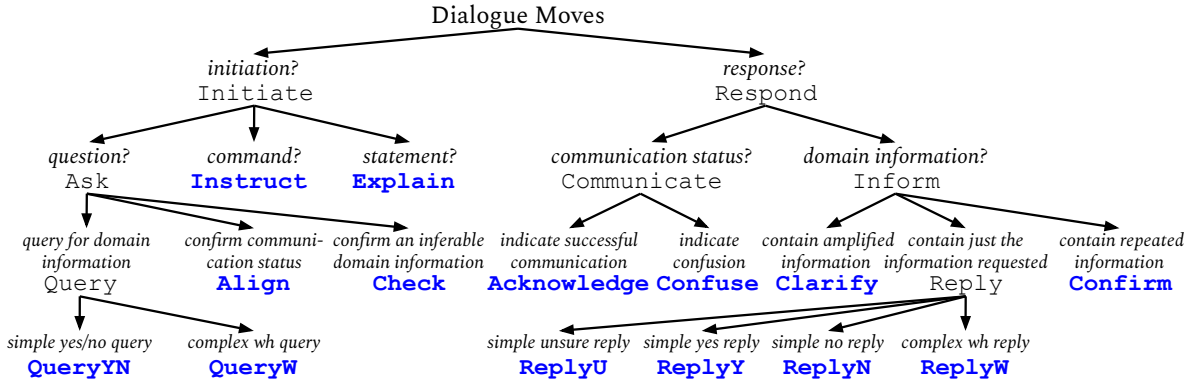 Dialogue Moves
initiation? response?
Initiate Respond
question? command? statement? communication status? domain information?
Ask Instruct Explain Communicate Inform
query for domain confirm communi- confirm an inferable indicate successful indicate contain amplified contain just the contain repeated
information cation status domain information communication confusion information information requested information
Query Align Check Acknowledge Confuse Clarify Reply Confirm
simple yes/no query complex wh query simple unsure reply simple yes reply simple no reply complex wh reply
QueryYN QueryW ReplyU ReplyY ReplyN ReplyW